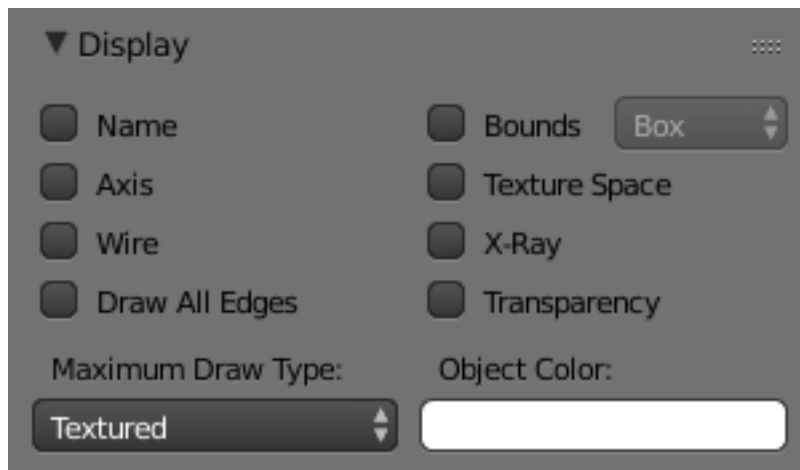 Display
Name
Bounds Box
Axis
Texture Space
Wire
X-Ray
Draw All Edges
Transparency
Maximum Draw Type:
Object Color:
Textured